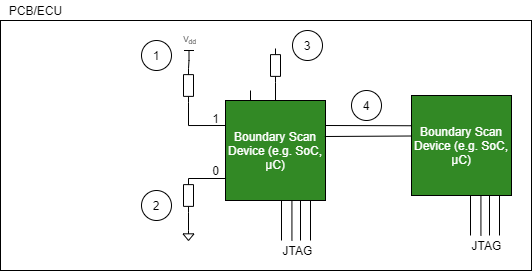 PCB/ECU
Vdd
1
3
4
1
Boundary Scan
Device (e.g. SoC,
µC)
Boundary Scan
Device (e.g. SoC,
µC)
0
2
JTAG
JTAG